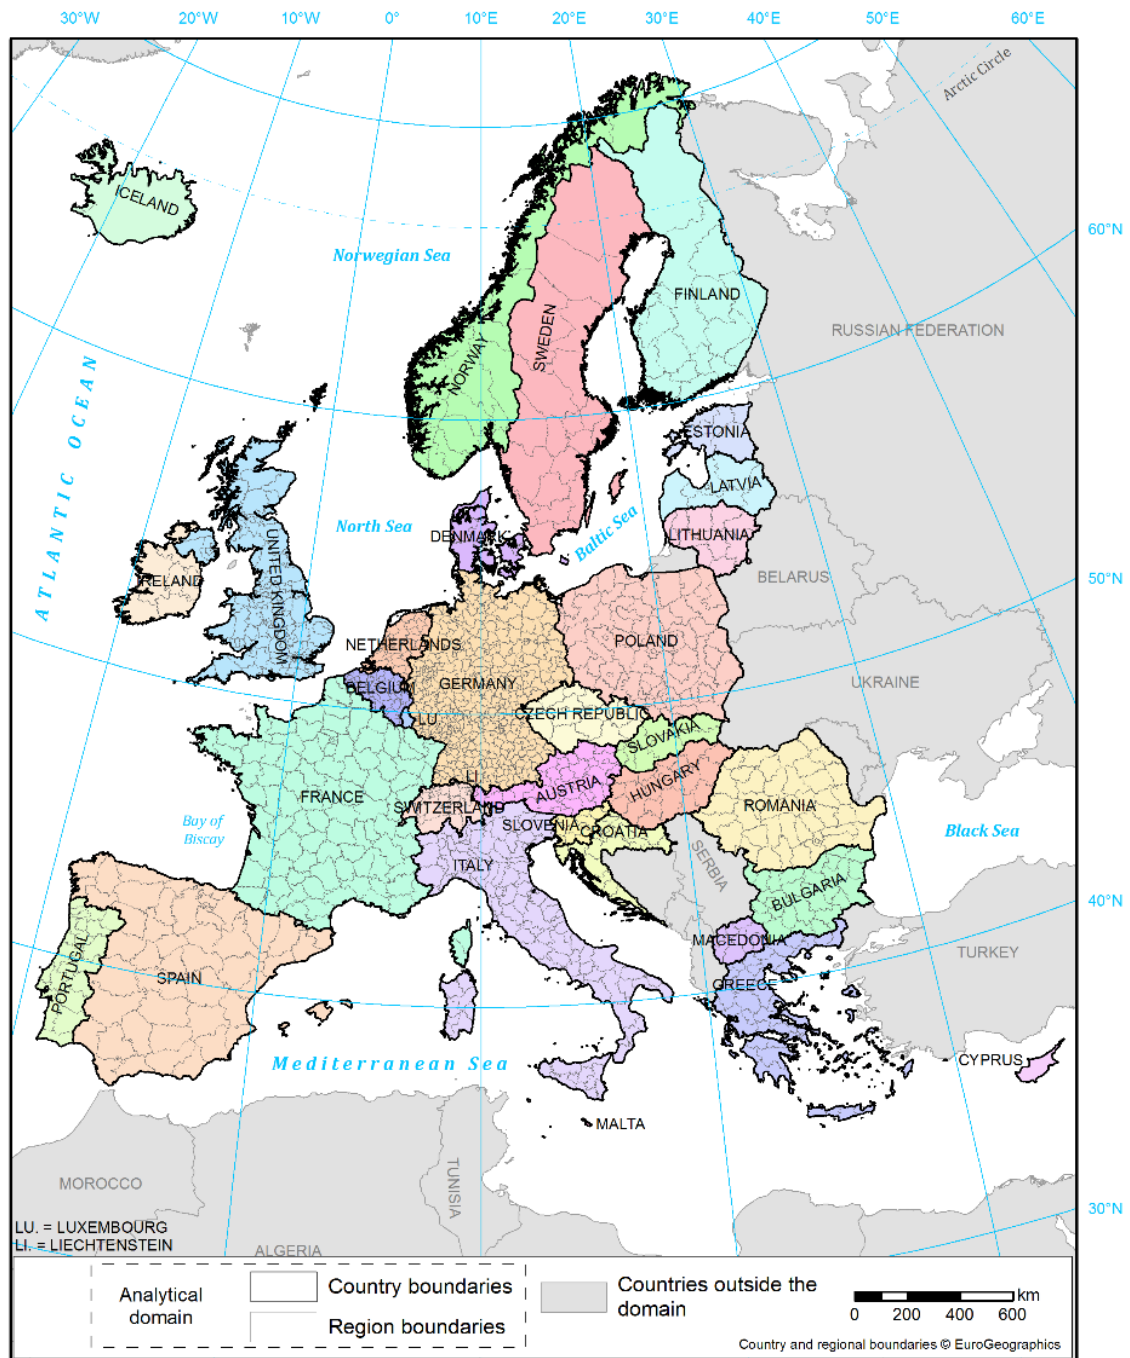 30°W 20°W 10°W 0° 10°E 20°E 30°E 40°E 50°E 60°E
Arctic Circle
ICELAND
60°N
Norwegian Sea
FINLAND
RUSSIAN FEDERATION
SWEDEN
NORWAY
ATLANTIC OCEAN
ESTONIA
LATVIA
North Sea
DENMARK
Baltic Sea
LITHUANIA
BELARUS
50°N
IRELAND
UNITED KINGDOM
NETHERLANDS
POLAND
BELGIUM
GERMANY
UKRAINE
LU.
CZECH REPUBLIC
SLOVAKIA
LI.
AUSTRIA
HUNGARY
FRANCE
SWITZERLAND
ROMANIA
Bay of
Biscay
SLOVENIA
CROATIA
Black Sea
ITALY
SERBIA
BULGARIA
40°N
PORTUGAL
SPAIN
MACEDONIA
TURKEY
GREECE
Mediterranean Sea
CYPRUS
MALTA
MOROCCO
TUNISIA
30°N
LU. = LUXEMBOURG
LI. = LIECHTENSTEIN
ALGERIA
Analytical
domain
Country boundaries
Region boundaries
Countries outside the
domain
km
0 200 400 600
Country and regional boundaries © EuroGeographics